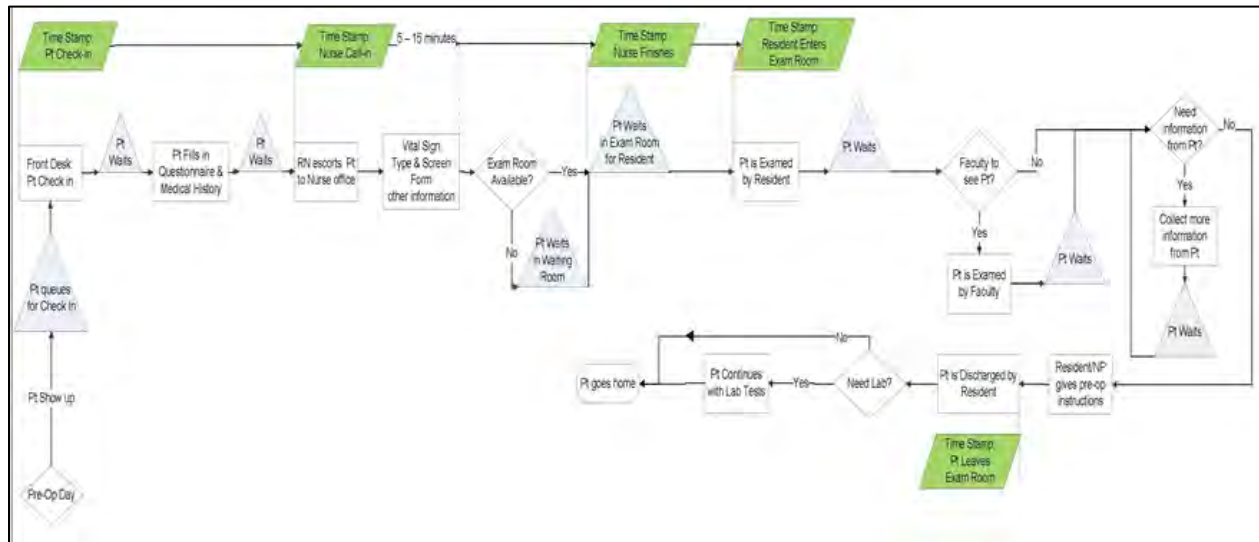 Time Stamp:
Pt Check-in
Time Stamp:
Nurse Call-in
5 – 15 minutes
Time Stamp:
Nurse Finishes
Time Stamp:
Resident Enters
Exam Room
Front Desk
Pt Check in
Pt
Waits
Pt Fills in
Questionnaire &
Medical History
Pt
Waits
RN escorts Pt
to Nurse office
Vital Sign
Type & Screen
Form
other information
Exam Room
Available?
Yes
No
Pt Waits
in Waiting
Room
Pt Waits
in Exam Room
for Resident
Pt is Examed
by Resident
Pt Waits
Faculty to
see Pt?
No
Yes
Pt is Examed
by Faculty
Pt Waits
Need
information
from Pt?
No
Yes
Collect more
information
from Pt
Pt Waits
Pt queues
for Check In
Pt Show up
Pre-Op Day
Pt goes home
No
Pt Continues
with Lab Tests
Yes
Need Lab?
Pt is Discharged by
Resident
Resident/NP
gives pre-op
instructions
Time Stamp:
Pt Leaves
Exam Room